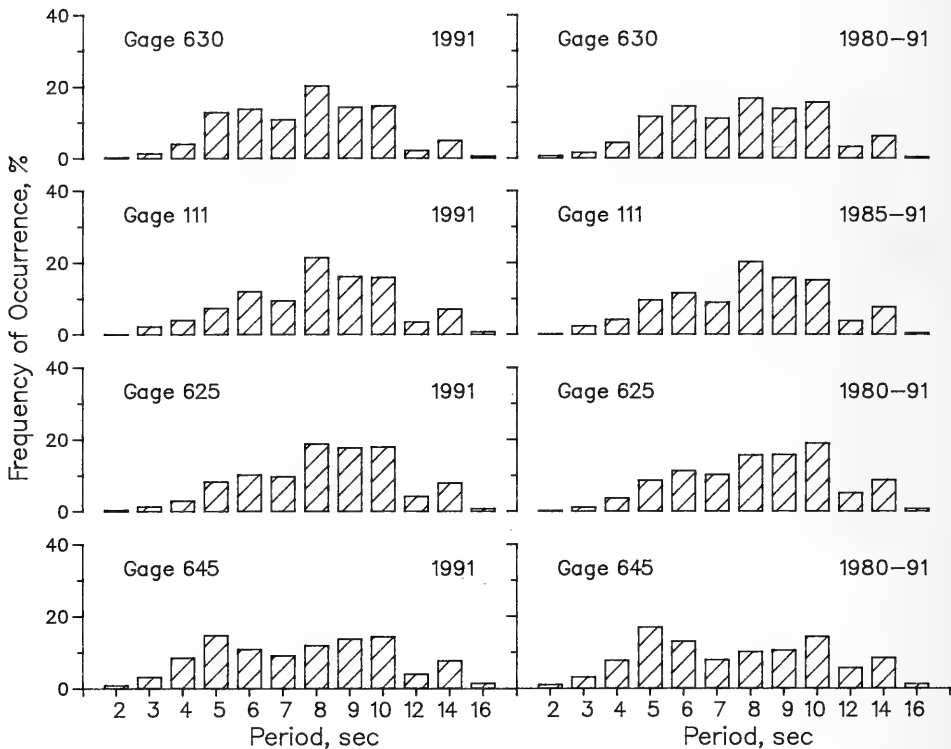 Frequency of Occurrence, %
40
Gage 630 1991
Gage 630 1980–91
20
0
40
Gage 111 1991
Gage 111 1985–91
20
0
40
Gage 625 1991
Gage 625 1980–91
20
0
40
Gage 645 1991
Gage 645 1980–91
20
0
2 3 4 5 6 7 8 9 10 12 14 16
2 3 4 5 6 7 8 9 10 12 14 16
Period, sec
Period, sec